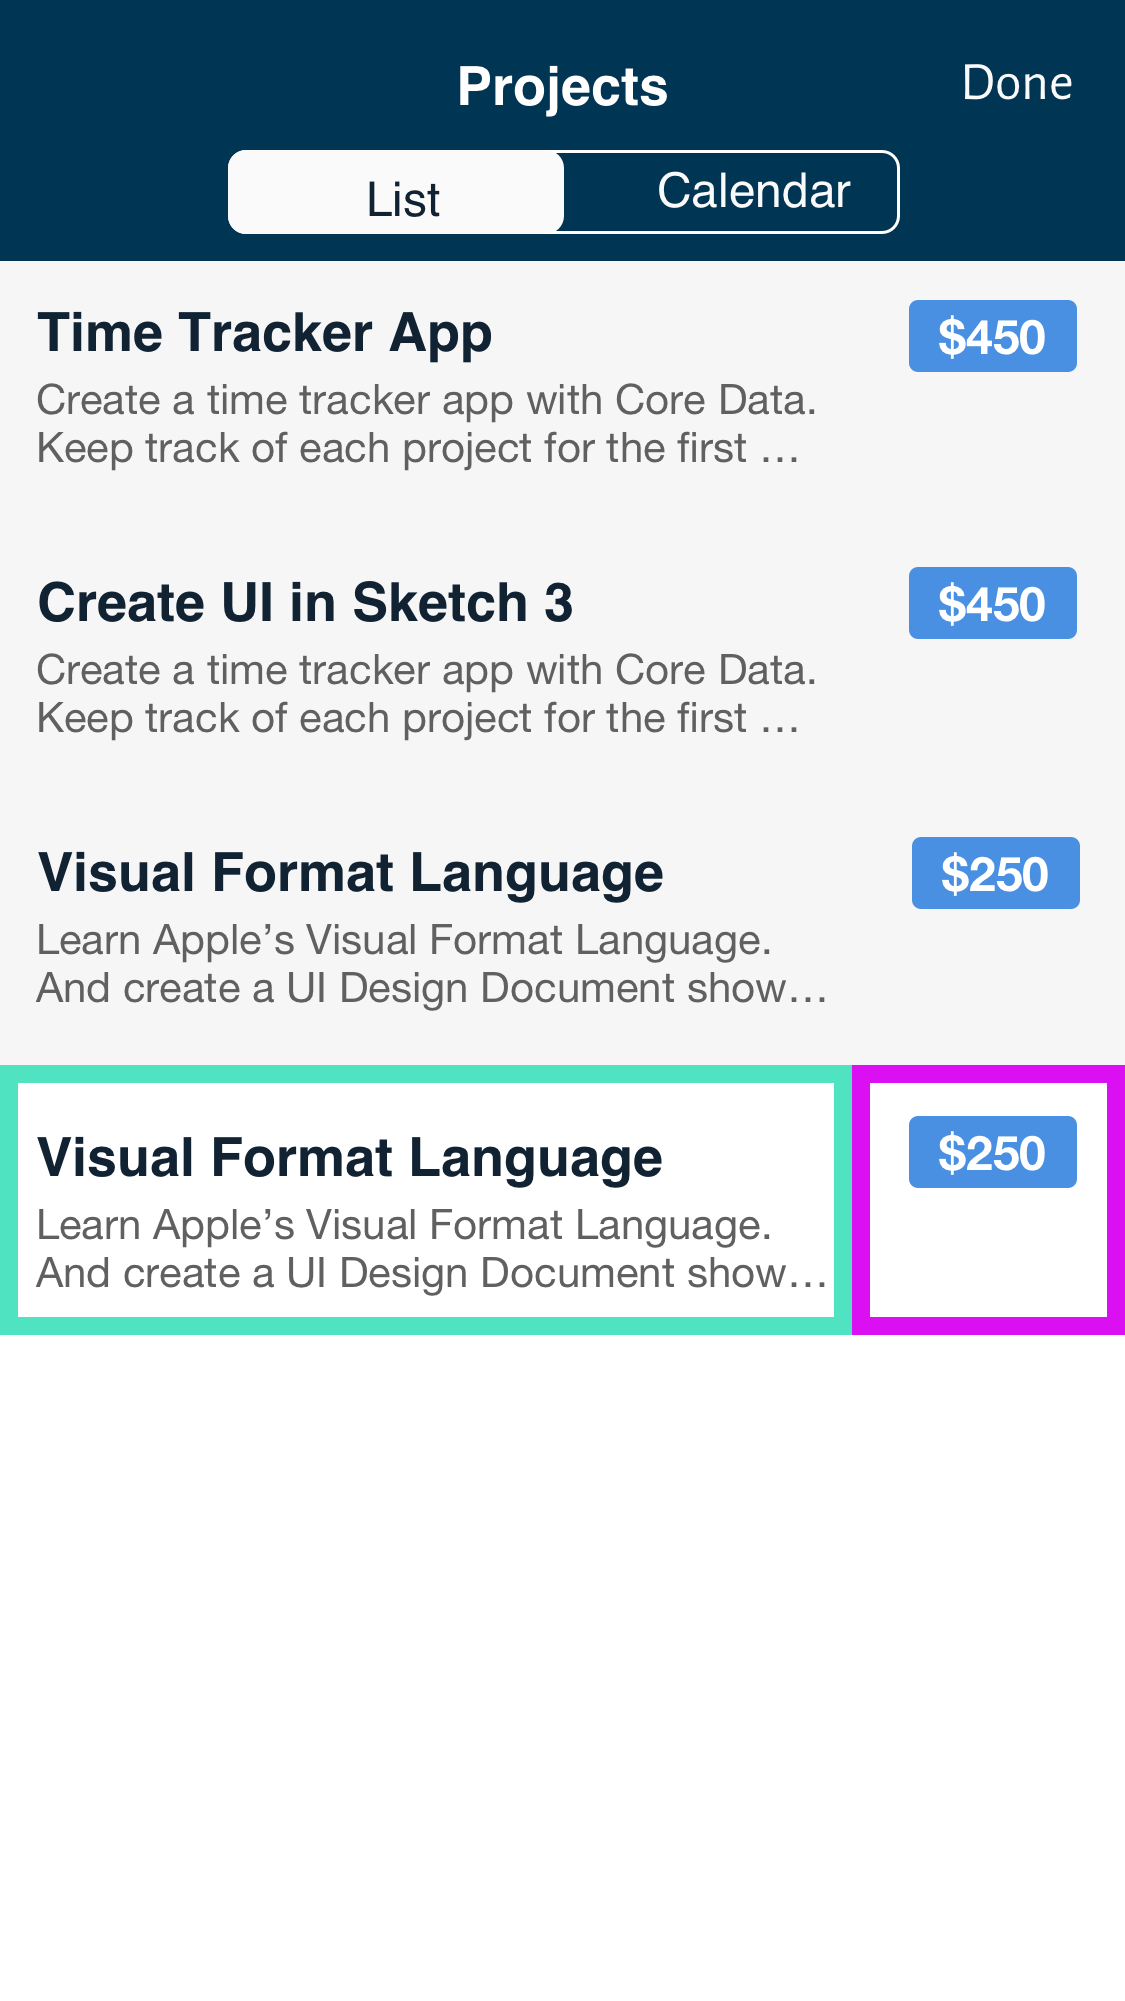 Projects
Done
List
Calendar
Time Tracker App
$450
Create a time tracker app with Core Data.
Keep track of each project for the first …
Create UI in Sketch 3
$450
Create a time tracker app with Core Data.
Keep track of each project for the first …
Visual Format Language
$250
Learn Apple’s Visual Format Language.
And create a UI Design Document show…
Visual Format Language
$250
Learn Apple’s Visual Format Language.
And create a UI Design Document show…